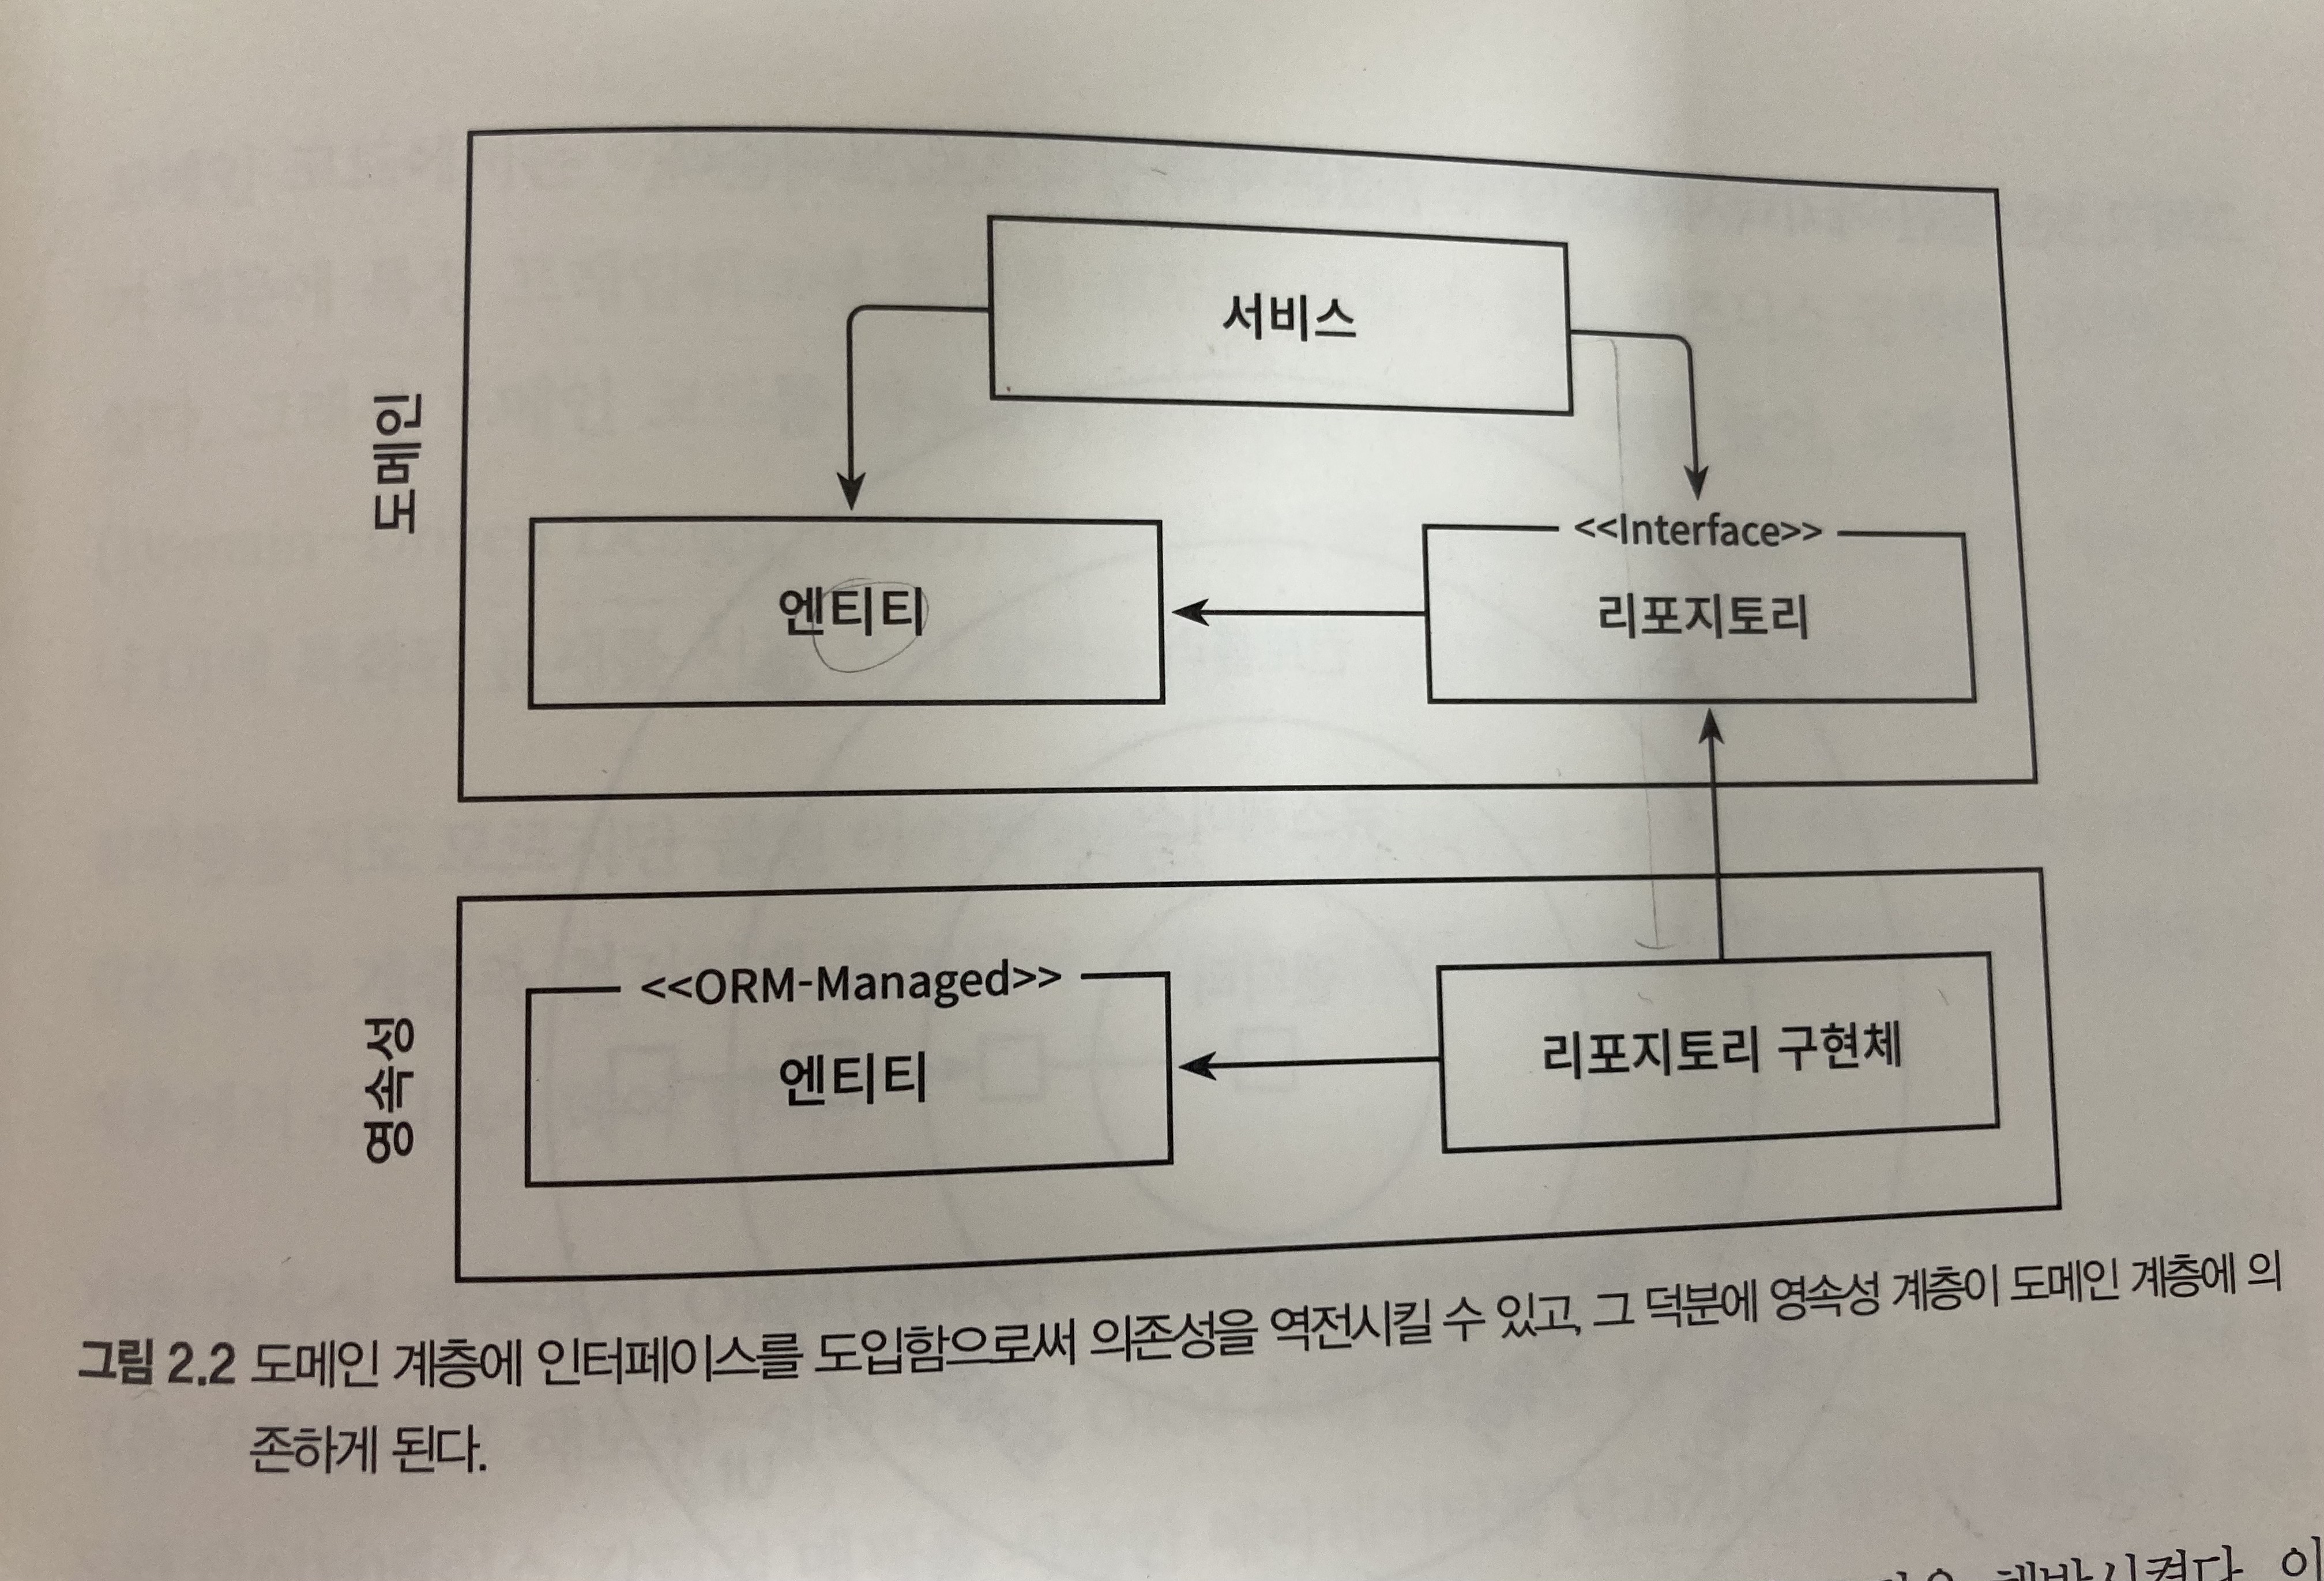 도메인
서비스
엔티티
<<Interface>>
리포지토리
영속성
<<ORM-Managed>>
엔티티
리포지토리 구현체
그림 2.2 도메인 계층에 인터페이스를 도입함으로써 의존성을 역전시킬 수 있고, 그 덕분에 영속성 계층이 도메인 계층에 의
존하게 된다.